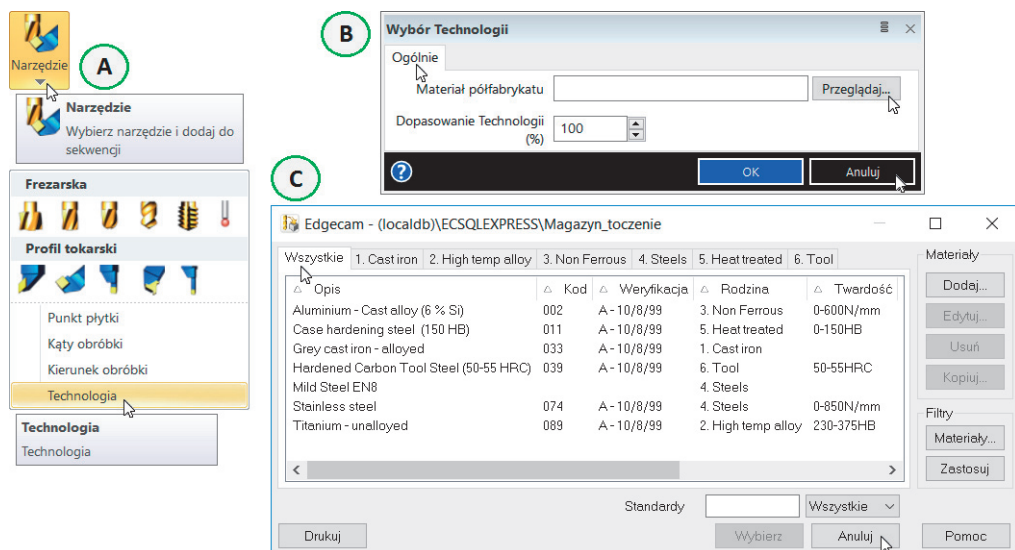 Narzędzie
A
Narzędzie
Wybierz narzędzie i dodaj do
sekwencji
Frezarska
Profil tokarski
Punkt płytki
Kąty obróbki
Kierunek obróbki
Technologia
Technologia
Technologia
B
Wybór Technologii
Ogólnie
Materiał półfabrykatu
Przeglądaj...
Dopasowanie Technologii
(%)
100
?
OK
Anuluj
C
Edgecam - (localdb)\ECSQLEXPRESS\Magazyn_toczenie
Wszystkie 1. Cast iron 2. High temp alloy 3. Non Ferrous 4. Steels 5. Heat treated 6. Tool
Opis Kod Weryfikacja Rodzina Twardość
Aluminium - Cast alloy (6 % Si) 002 A - 10/8/99 3. Non Ferrous 0-600N/mm
Case hardening steel (150 HB) 011 A - 10/8/99 5. Heat treated 0-150HB
Grey cast iron - alloyed 033 A - 10/8/99 1. Cast iron
Hardened Carbon Tool Steel (50-55 HRC) 039 A - 10/8/99 6. Tool 50-55HRC
Mild Steel EN8 4. Steels
Stainless steel 074 A - 10/8/99 4. Steels 0-850N/mm
Titanium - unalloyed 089 A - 10/8/99 2. High temp alloy 230-375HB
Materiały
Dodaj...
Edytuj...
Usuń
Kopiuj...
Filtry
Materiały...
Zastosuj
Standardy Wszystkie
Drukuj Wybierz Anuluj Pomoc